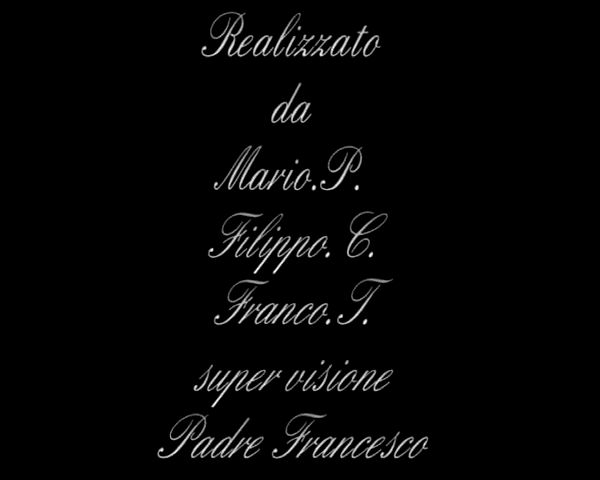 Realizzato
da
Mario.P.
Filippo. C.
Franco.T.
super visione
Padre Francesco